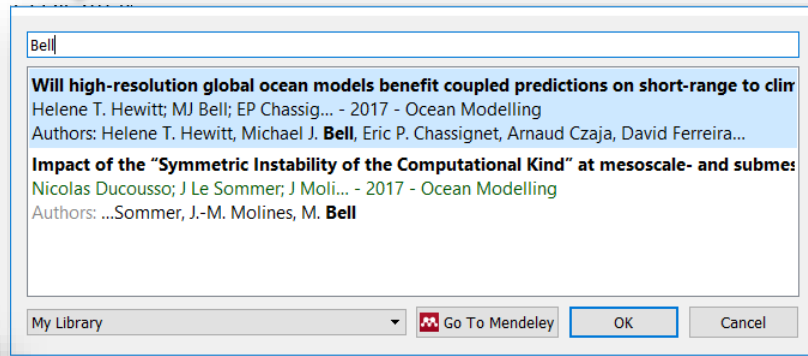 Bell
Will high-resolution global ocean models benefit coupled predictions on short-range to clim
Helene T. Hewitt; MJ Bell; EP Chassig... - 2017 - Ocean Modelling
Authors: Helene T. Hewitt, Michael J. Bell, Eric P. Chassignet, Arnaud Czaja, David Ferreira...
Impact of the “Symmetric Instability of the Computational Kind” at mesoscale- and submes
Nicolas Ducousso; J Le Sommer; J Moli... - 2017 - Ocean Modelling
Authors: ...Sommer, J.-M. Molines, M. Bell
My Library
Go To Mendeley
OK
Cancel